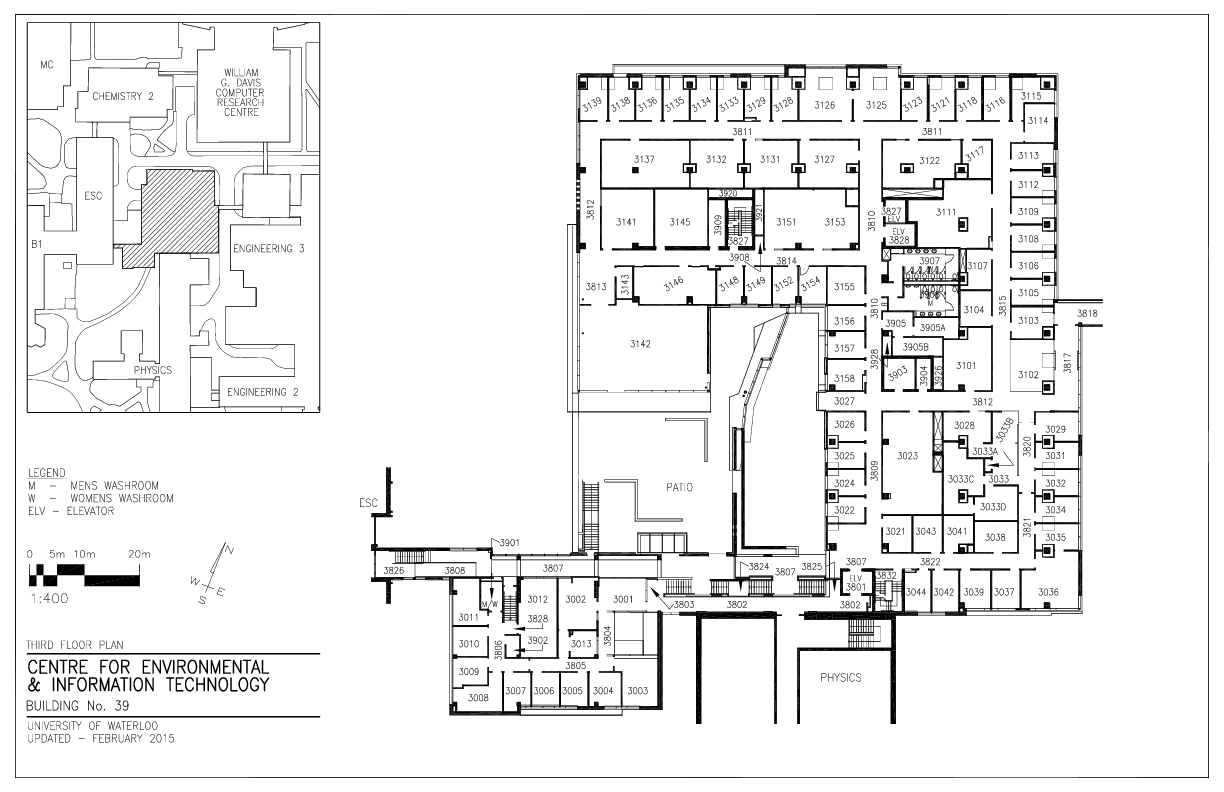 MC
CHEMISTRY 2
WILLIAM
G. DAVIS
COMPUTER
RESEARCH
CENTRE
ESC
B1
ENGINEERING 3
PHYSICS
ENGINEERING 2
LEGEND
M – MENS WASHROOM
W – WOMENS WASHROOM
ELV – ELEVATOR
0 5m 10m 20m
1:400
N
W E
S
THIRD FLOOR PLAN
CENTRE FOR ENVIRONMENTAL
& INFORMATION TECHNOLOGY
BUILDING No. 39
UNIVERSITY OF WATERLOO
UPDATED – FEBRUARY 2015
3139 3138 3136 3135 3134 3133 3129 3128 3126 3125 3123 3121 3118 3116 3115
3114
3811 3811
3137 3132 3131 3127 3122 3117 3113
3112
3920
3812 3141 3145 3909 3827 3921 3151 3153 3810 3827 ELV 3111 3109
ELV
3828
3108
3908 3814 3907 3107 3106
3813 3143 3146 3148 3149 3152 3154 3155
3105
3906
M
3815
3810 3104
3156 3905 3905A 3103 3818
3142 3157 3905B
3928
3158 3903 3904 3926 3101 3102 3817
3027 3812
3026 3028 3033B 3029
3820
3025 3023 3033A 3031
3809
3024 3033C 3033 3032
3022 3033D 3034
PATIO
3821
3021 3043 3041 3038 3035
ESC
3901
3826 3808 3807 3824 3807 3825 3807 3822
ELV
3801
3832
3044 3042 3039 3037 3036
M/W 3012 3002 3001 3803 3802 3802
3011 3828
3010 3806 3902 3013 3804
3009 3805
3008 3007 3006 3005 3004 3003
PHYSICS